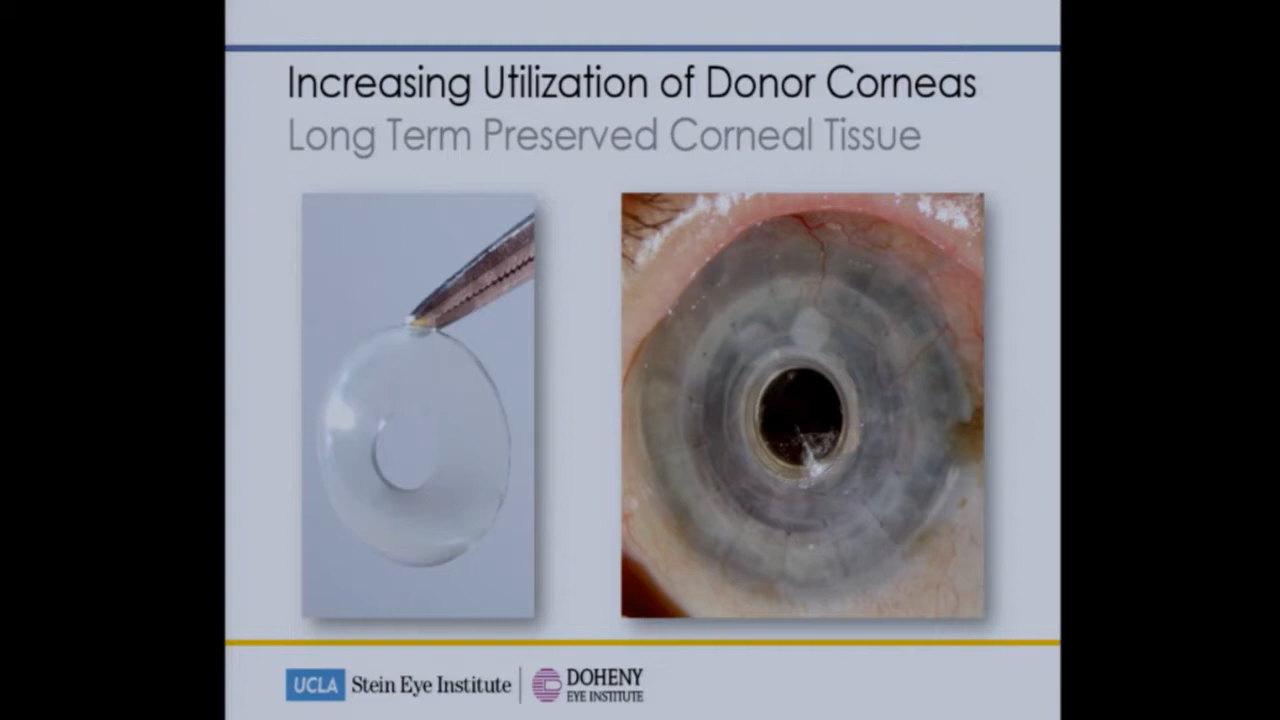 Increasing Utilization of Donor Corneas
Long Term Preserved Corneal Tissue
UCLA Stein Eye Institute DOHENY
EYE INSTITUTE